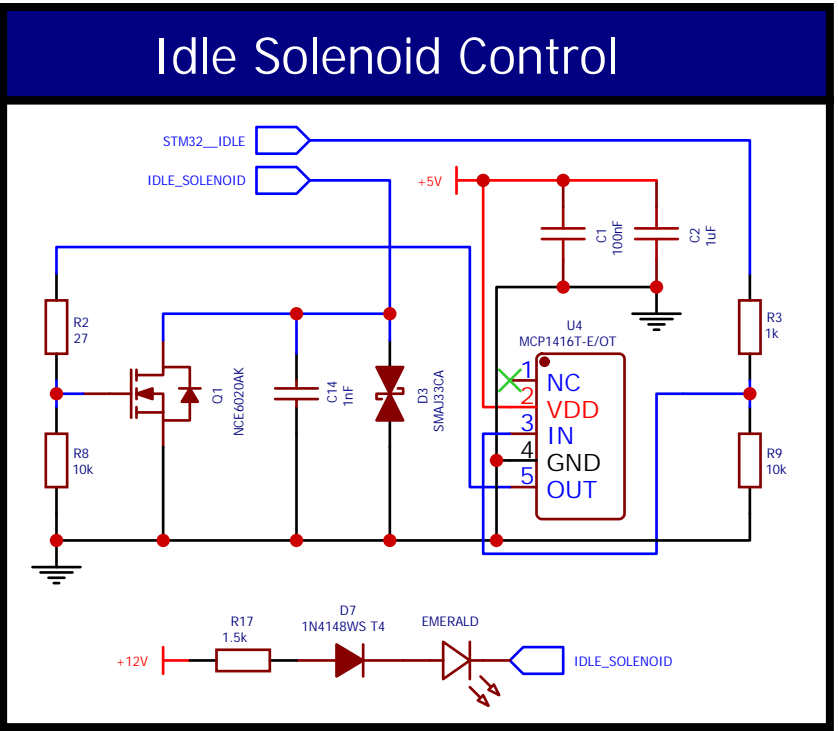 Idle Solenoid Control
STM32__IDLE
IDLE_SOLENOID
+5V
C1
100nF
C2
1uF
R2
27
R3
1k
U4
MCP1416T-E/OT
Q1
NCE6020AK
C14
1nF
D3
SMAJ33CA
1 NC
2 VDD
3 IN
4 GND
5 OUT
R8
10k
R9
10k
R17
1.5k
D7
1N4148WS T4
EMERALD
+12V
IDLE_SOLENOID